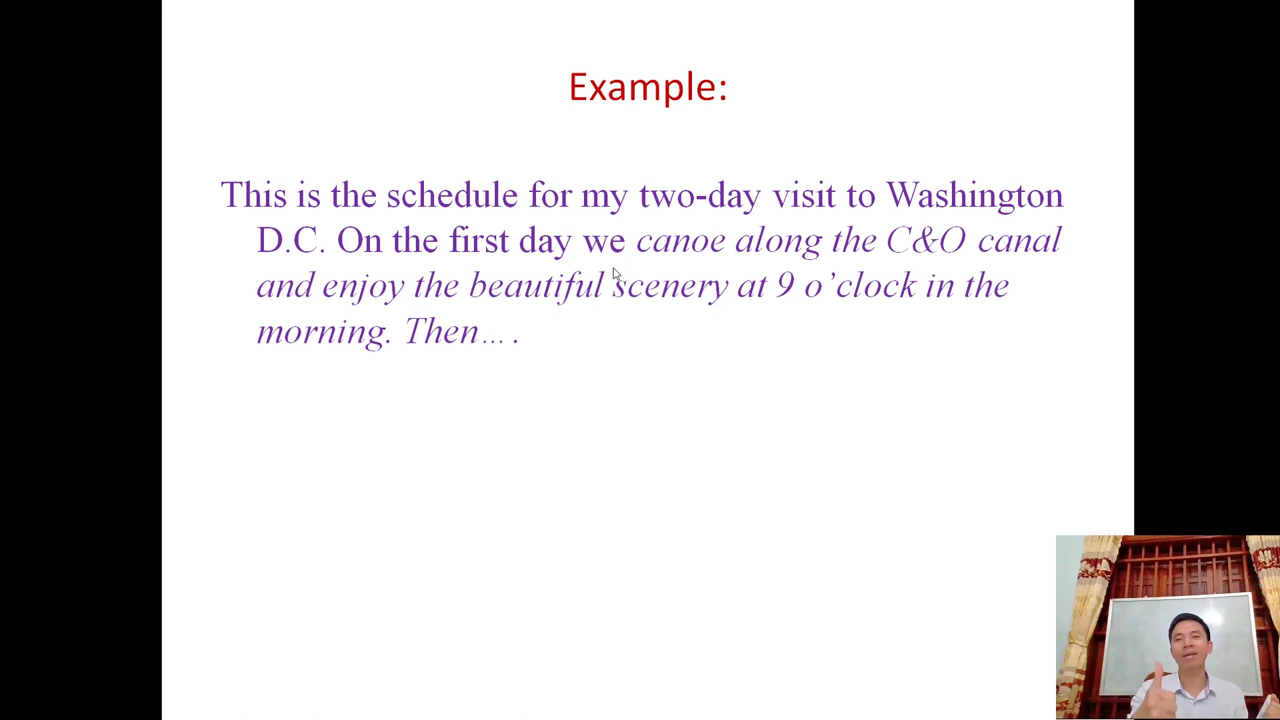 Example:
This is the schedule for my two-day visit to Washington
D.C. On the first day we canoe along the C&O canal
and enjoy the beautiful scenery at 9 o’clock in the
morning. Then… .